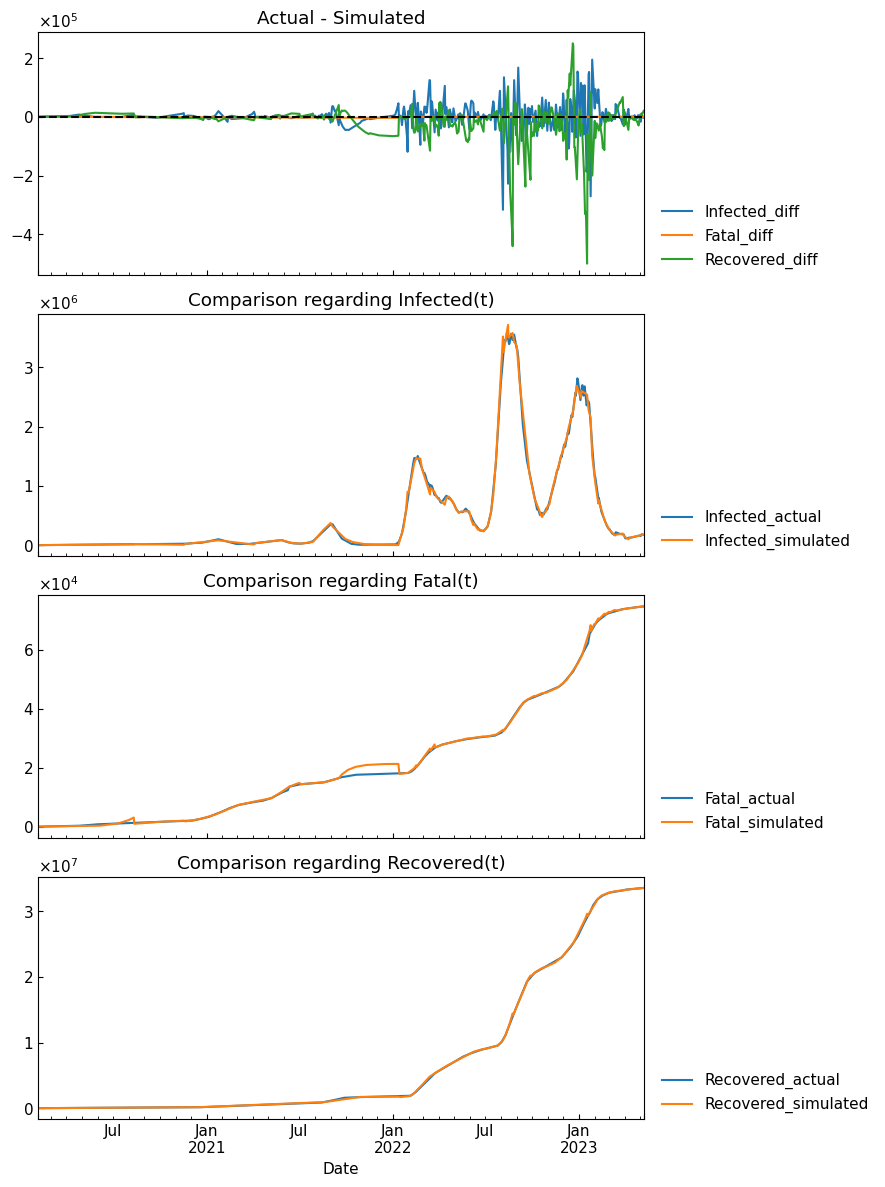 Actual - Simulated
×10⁵
2
0
−2
−4
Infected_diff
Fatal_diff
Recovered_diff
Comparison regarding Infected(t)
×10⁶
3
2
1
0
Infected_actual
Infected_simulated
Comparison regarding Fatal(t)
×10⁴
6
4
2
0
Fatal_actual
Fatal_simulated
Comparison regarding Recovered(t)
×10⁷
3
2
1
0
Recovered_actual
Recovered_simulated
Jul Jan Jul Jan Jul Jan
2021 2022 2023
Date